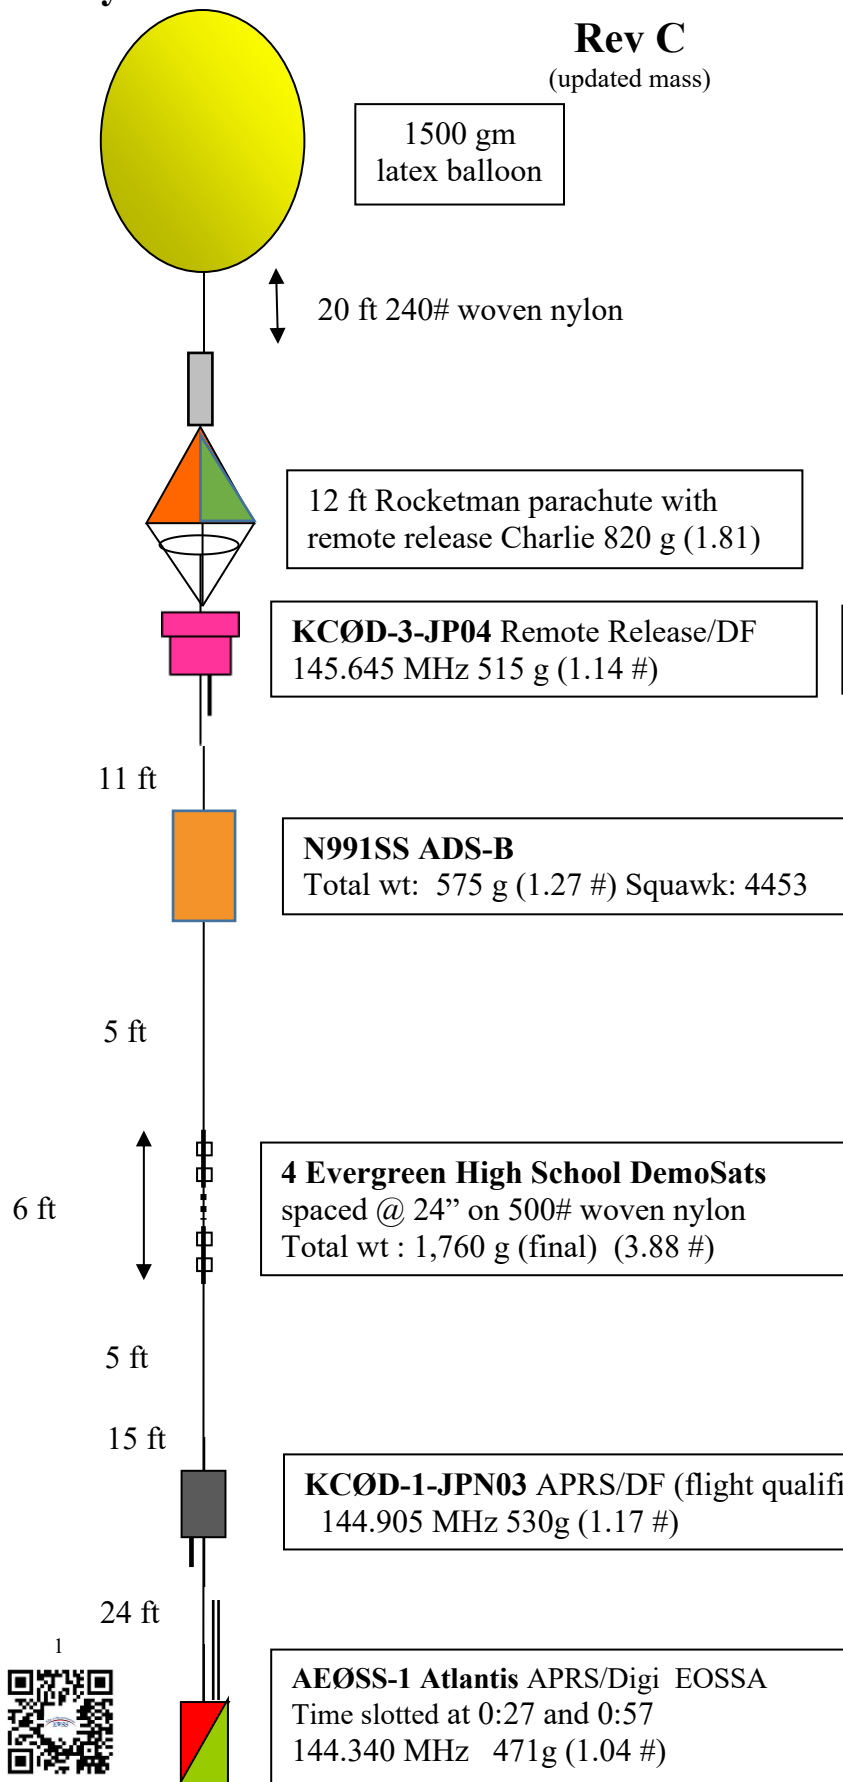 Rev C
(updated mass)
1500 gm
latex balloon
20 ft 240# woven nylon
12 ft Rocketman parachute with
remote release Charlie 820 g (1.81)
KCØD-3-JP04 Remote Release/DF
145.645 MHz 515 g (1.14 #)
11 ft
N991SS ADS-B
Total wt:  575 g (1.27 #) Squawk: 4453
5 ft
4 Evergreen High School DemoSats
spaced @ 24” on 500# woven nylon
Total wt : 1,760 g (final)  (3.88 #)
6 ft
5 ft
15 ft
KCØD-1-JPN03 APRS/DF (flight qualifi
144.905 MHz 530g (1.17 #)
24 ft
1
AEØSS-1 Atlantis APRS/Digi  EOSSA
Time slotted at 0:27 and 0:57
144.340 MHz   471g (1.04 #)